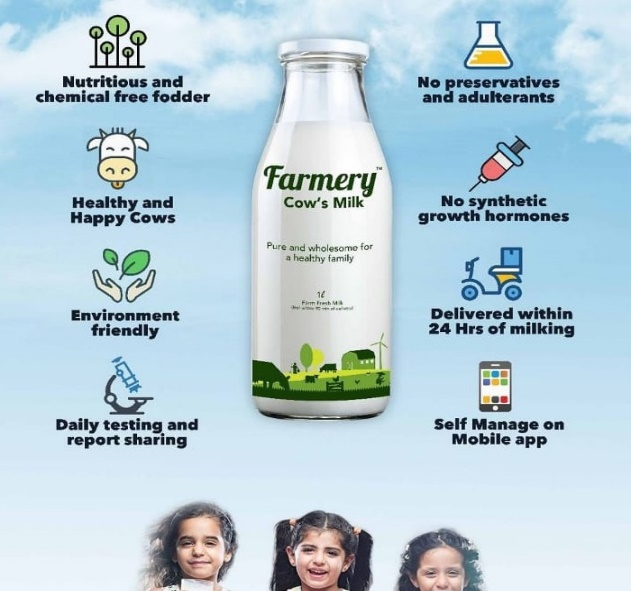 Nutritious and
chemical free fodder
Healthy and
Happy Cows
Environment
friendly
Daily testing and
report sharing
Farmery™
Cow's Milk
Pure and wholesome for
a healthy family
1ℓ
Farm Fresh Milk
No preservatives
and adulterants
No synthetic
growth hormones
Delivered within
24 Hrs of milking
Self Manage on
Mobile app